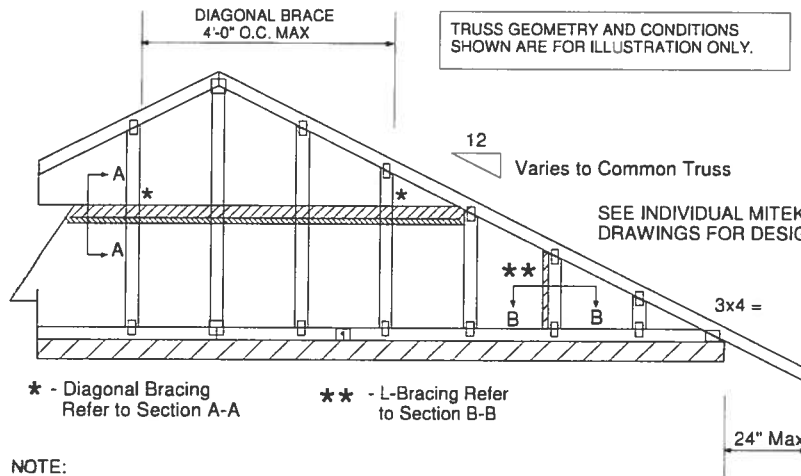 DIAGONAL BRACE
4'-0" O.C. MAX
TRUSS GEOMETRY AND CONDITIONS
SHOWN ARE FOR ILLUSTRATION ONLY.
12
Varies to Common Truss
A
*
*
SEE INDIVIDUAL MITEK
DRAWINGS FOR DESIG
A
**
B
B
3x4 =
* - Diagonal Bracing
Refer to Section A-A
** - L-Bracing Refer
to Section B-B
24" Max
NOTE: